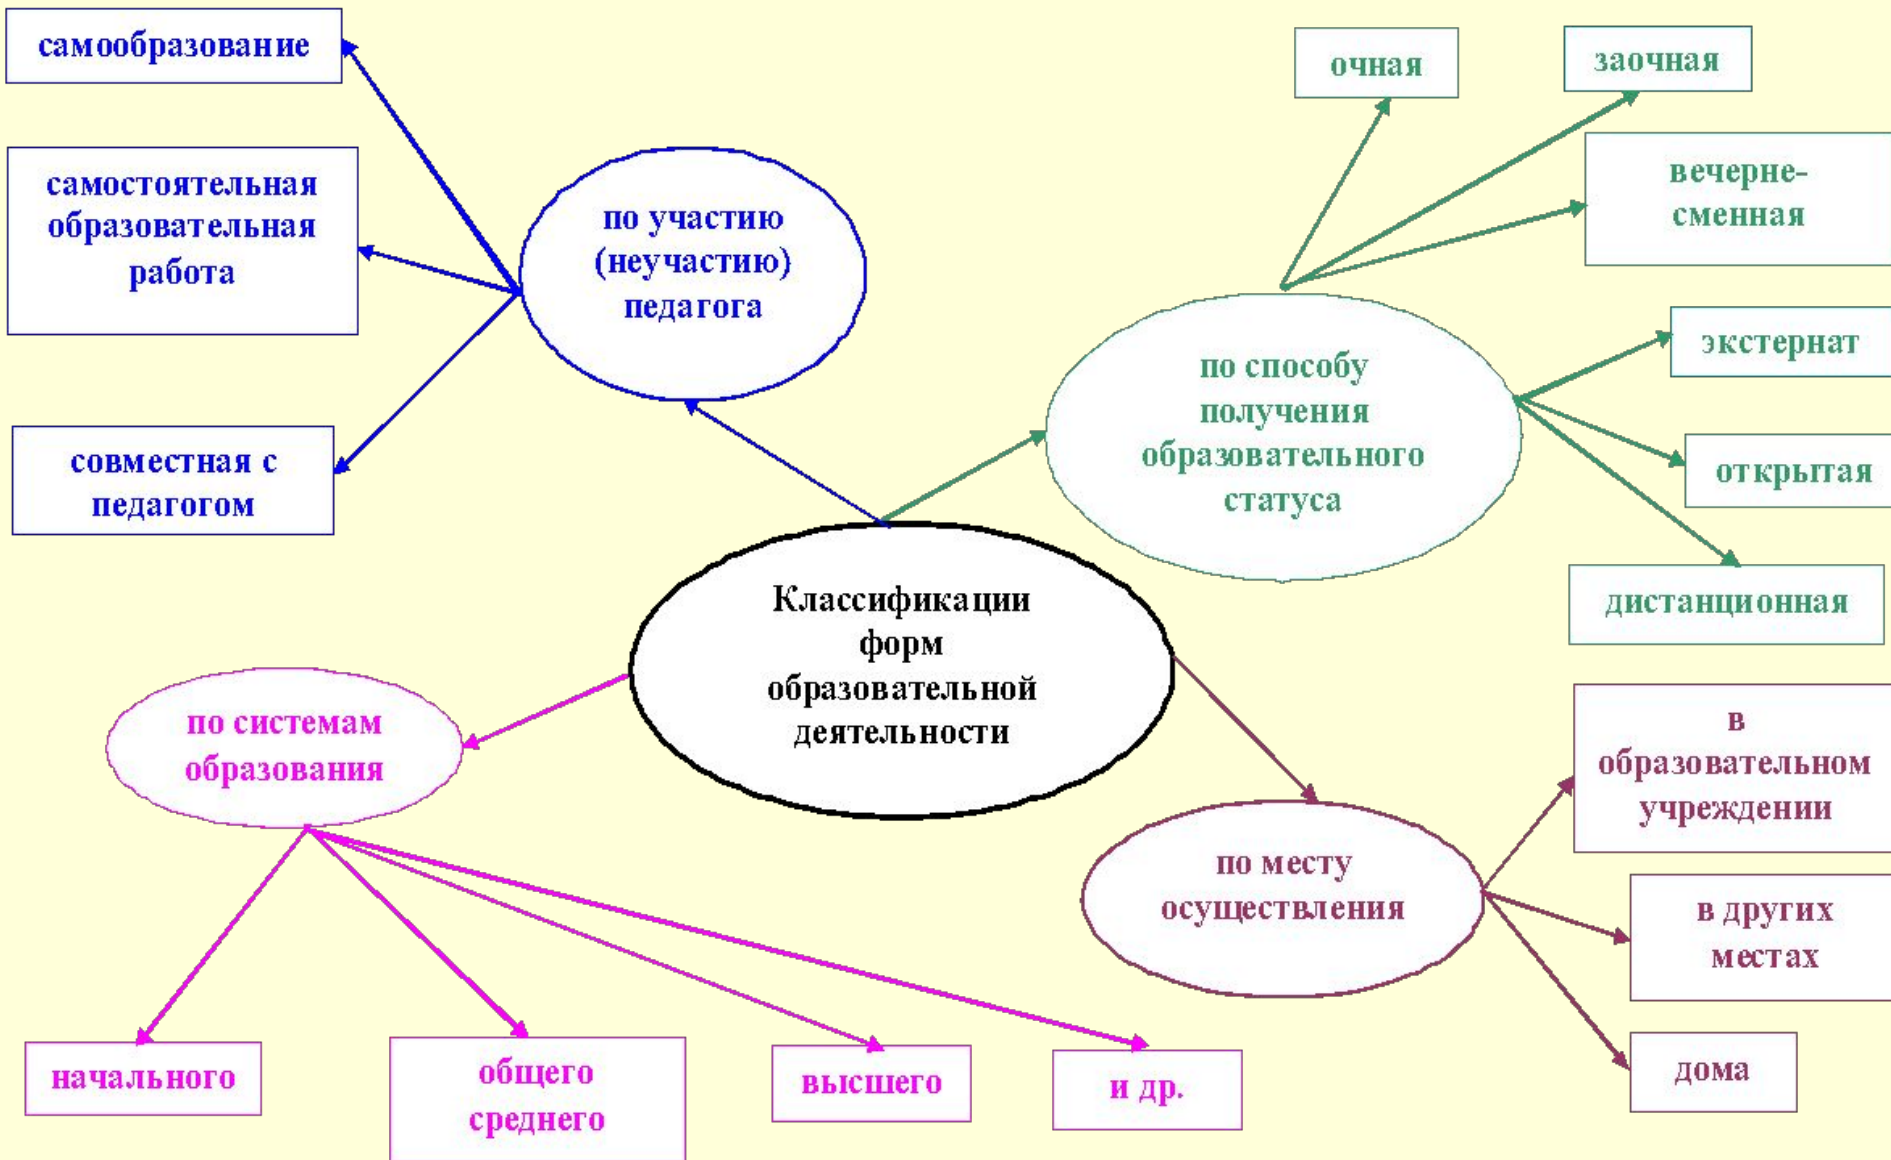 самообразование
самостоятельная
образовательная
работа
совместная с
педагогом
по участию
(неучастию)
педагога
очная
заочная
вечерне-
сменная
экстернат
открытая
дистанционная
по способу
получения
образовательного
статуса
Классификации
форм
образовательной
деятельности
по системам
образования
начального
общего
среднего
высшего
и др.
по месту
осуществления
в
образовательном
учреждении
в других
местах
дома